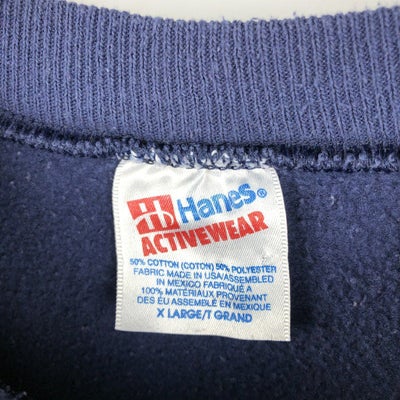 H Hanes®
ACTIVEWEAR
50% COTTON (COTON) 50% POLYESTER
FABRIC MADE IN USA/ASSEMBLED
IN MEXICO FABRIQUÉ A
100% MATÉRIAUX PROVENANT
DES ÉU ASSEMBLÉ EN MEXIQUE
X LARGE/T GRAND